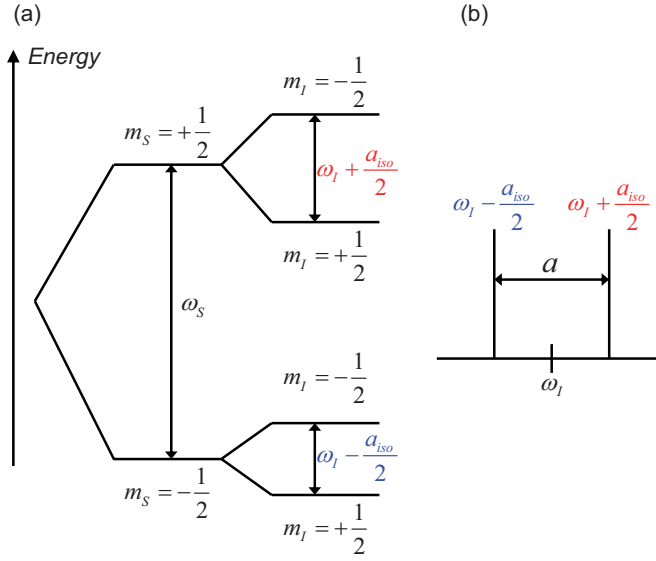 (a)
(b)
Energy
m_I = −1/2
m_S = +1/2
ω_I + a_iso/2
m_I = +1/2
ω_S
m_I = −1/2
ω_I − a_iso/2
m_S = −1/2
m_I = +1/2
ω_I − a_iso/2 ω_I + a_iso/2
a
ω_I